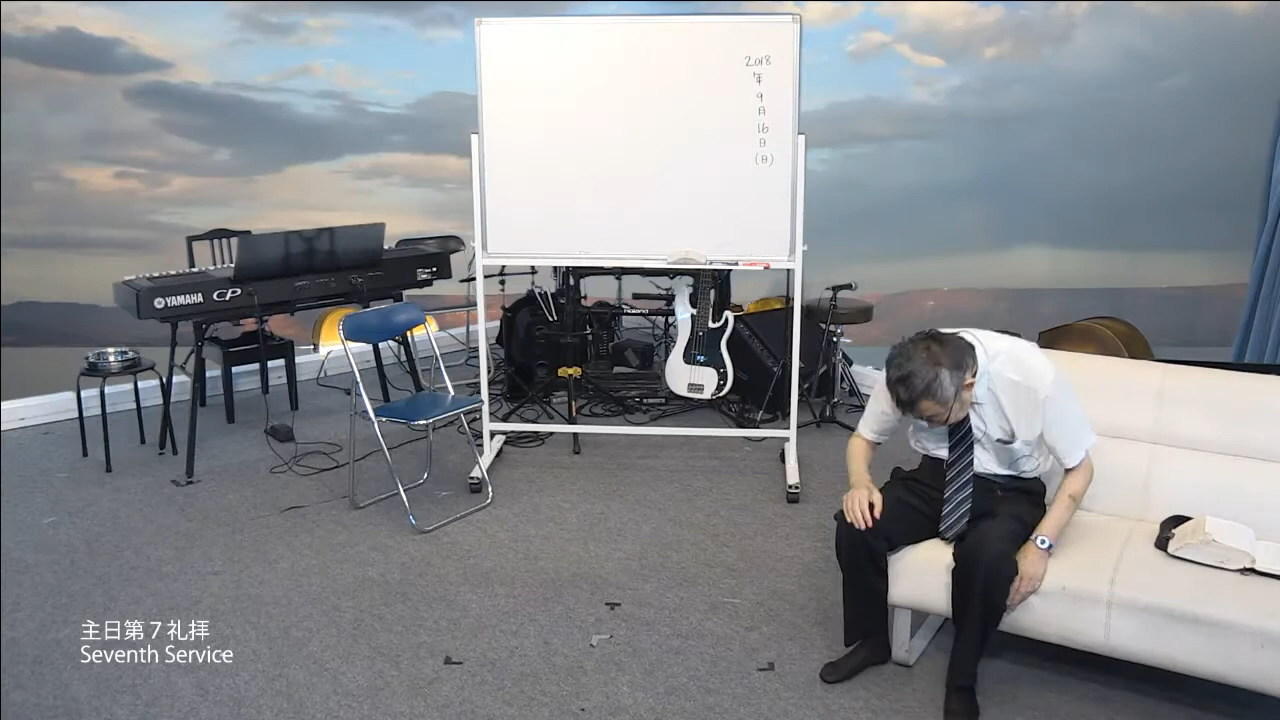 2018
年
9
月
16
日
(日)
YAMAHA CP
Roland
主日第７礼拝
Seventh Service